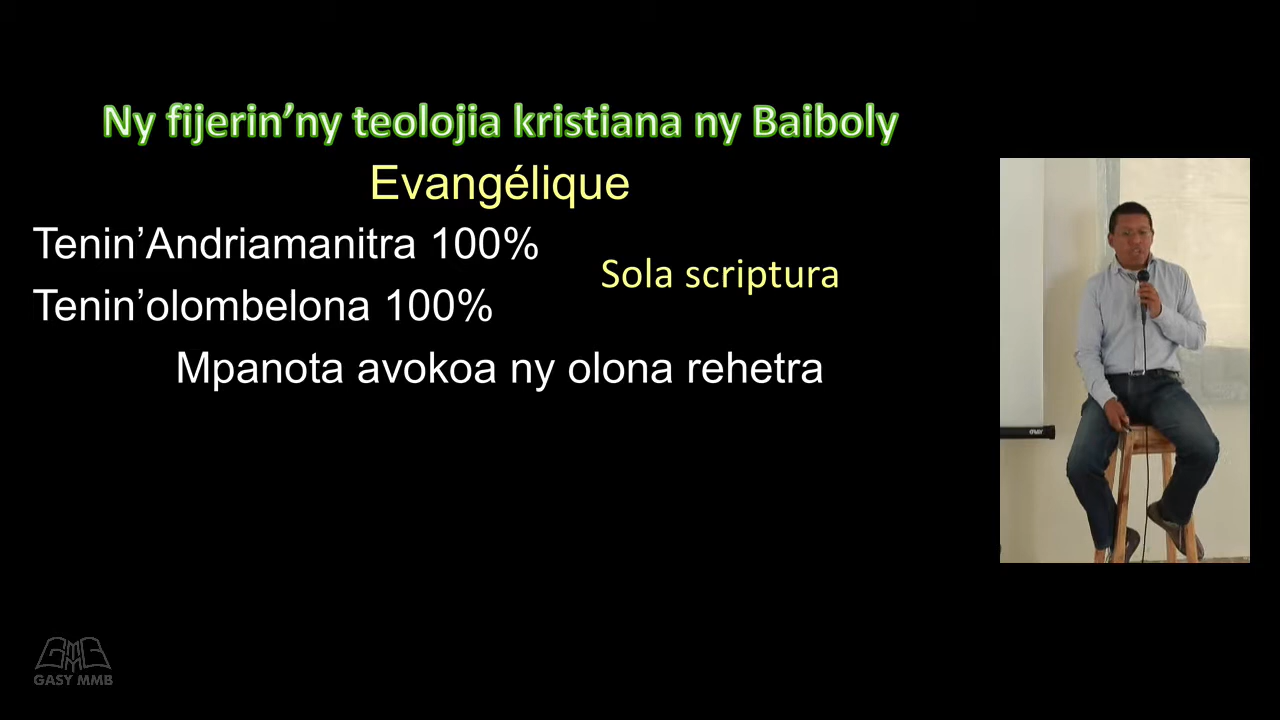 Ny fijerin’ny teolojia kristiana ny Baiboly
Evangélique
Tenin’Andriamanitra 100%
Sola scriptura
Tenin’olombelona 100%
Mpanota avokoa ny olona rehetra
GASY MMB